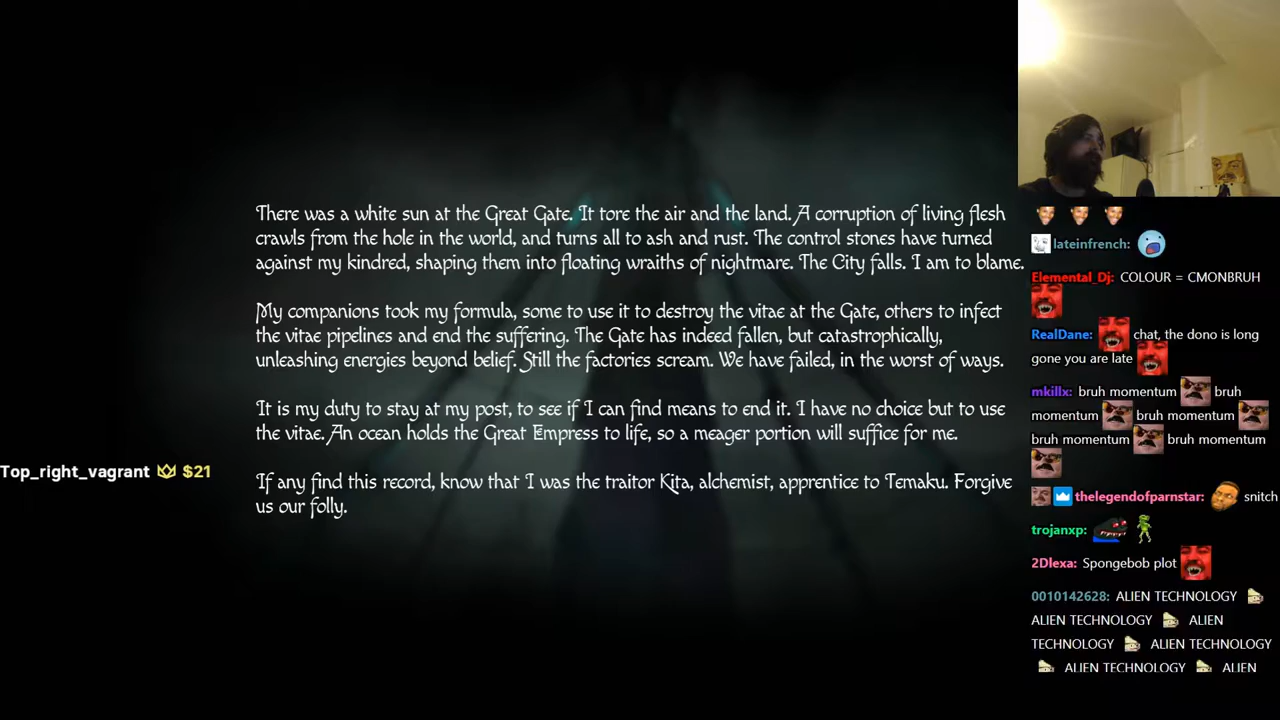 There was a white sun at the Great Gate. It tore the air and the land. A corruption of living flesh
crawls from the hole in the world, and turns all to ash and rust. The control stones have turned
against my kindred, shaping them into floating wraiths of nightmare. The City falls. I am to blame.
My companions took my formula, some to use it to destroy the vitae at the Gate, others to infect
the vitae pipelines and end the suffering. The Gate has indeed fallen, but catastrophically,
unleashing energies beyond belief. Still the factories scream. We have failed, in the worst of ways.
It is my duty to stay at my post, to see if I can find means to end it. I have no choice but to use
the vitae. An ocean holds the Great Empress to life, so a meager portion will suffice for me.
If any find this record, know that I was the traitor Kita, alchemist, apprentice to Temaku. Forgive
us our folly.
Top_right_vagrant $21
lateinfrench:
Elemental_Dj: COLOUR = CMONBRUH
RealDane: chat, the dono is long
gone you are late
mkillx: bruh momentum bruh
momentum bruh momentum
bruh momentum bruh momentum
thelegendofparnstar: snitch
trojanxp:
2Dlexa: Spongebob plot
0010142628: ALIEN TECHNOLOGY
ALIEN TECHNOLOGY ALIEN
TECHNOLOGY ALIEN TECHNOLOGY
ALIEN TECHNOLOGY ALIEN